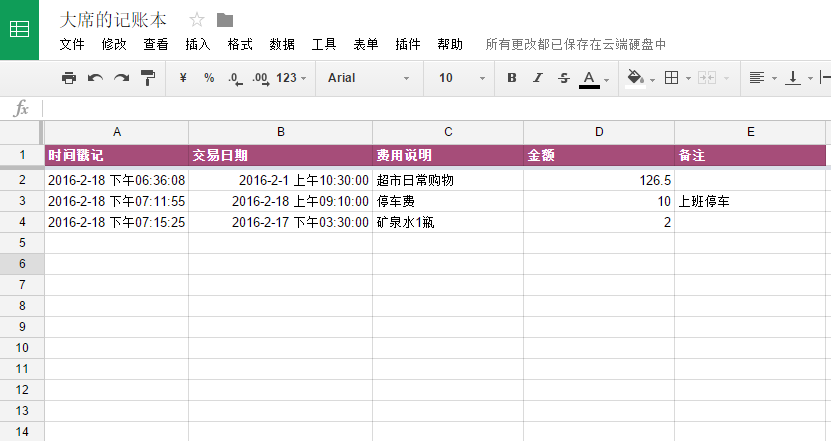 大席的记账本
文件 修改 查看 插入 格式 数据 工具 表单 插件 帮助 所有更改都已保存在云端硬盘中
¥ % .0 .00 123 Arial 10 B I S A
fx
A B C D E
1 时间戳记 交易日期 费用说明 金额 备注
2 2016-2-18 下午06:36:08 2016-2-1 上午10:30:00 超市日常购物 126.5
3 2016-2-18 下午07:11:55 2016-2-18 上午09:10:00 停车费 10 上班停车
4 2016-2-18 下午07:15:25 2016-2-17 下午03:30:00 矿泉水1瓶 2
5
6
7
8
9
10
11
12
13
14